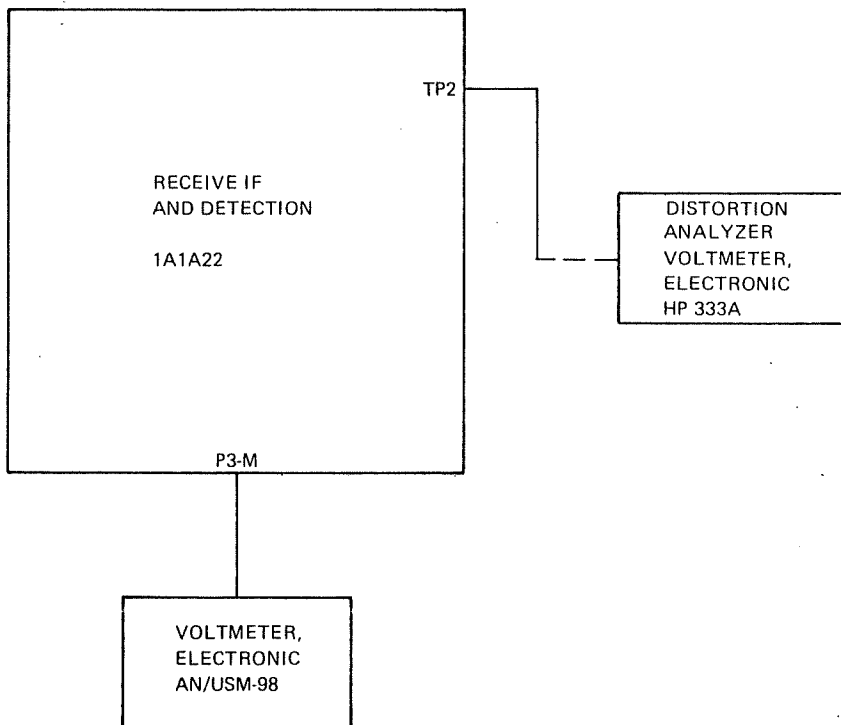 TP2
RECEIVE IF
AND DETECTION
1A1A22
DISTORTION
ANALYZER
VOLTMETER,
ELECTRONIC
HP 333A
P3-M
VOLTMETER,
ELECTRONIC
AN/USM-98